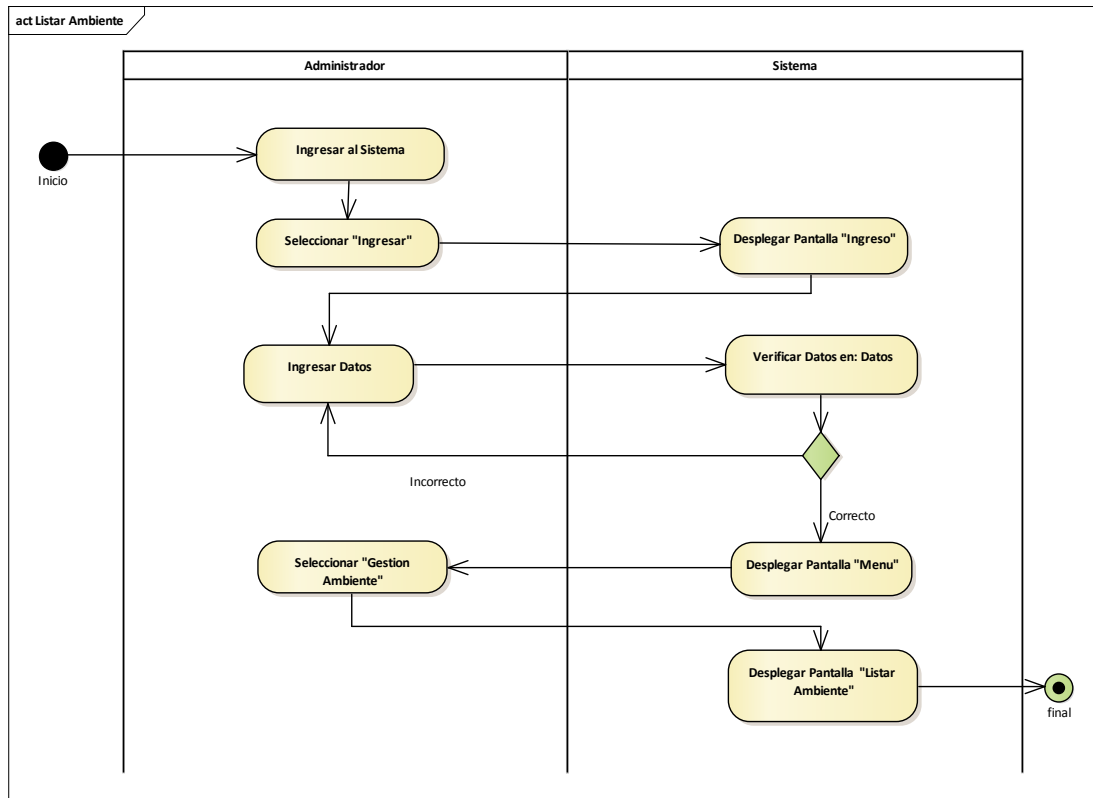 act Listar Ambiente
Administrador
Sistema
Ingresar al Sistema
Inicio
Seleccionar "Ingresar"
Desplegar Pantalla "Ingreso"
Ingresar Datos
Verificar Datos en: Datos
Incorrecto
Correcto
Seleccionar "Gestion
Ambiente"
Desplegar Pantalla "Menu"
Desplegar Pantalla "Listar
Ambiente"
final